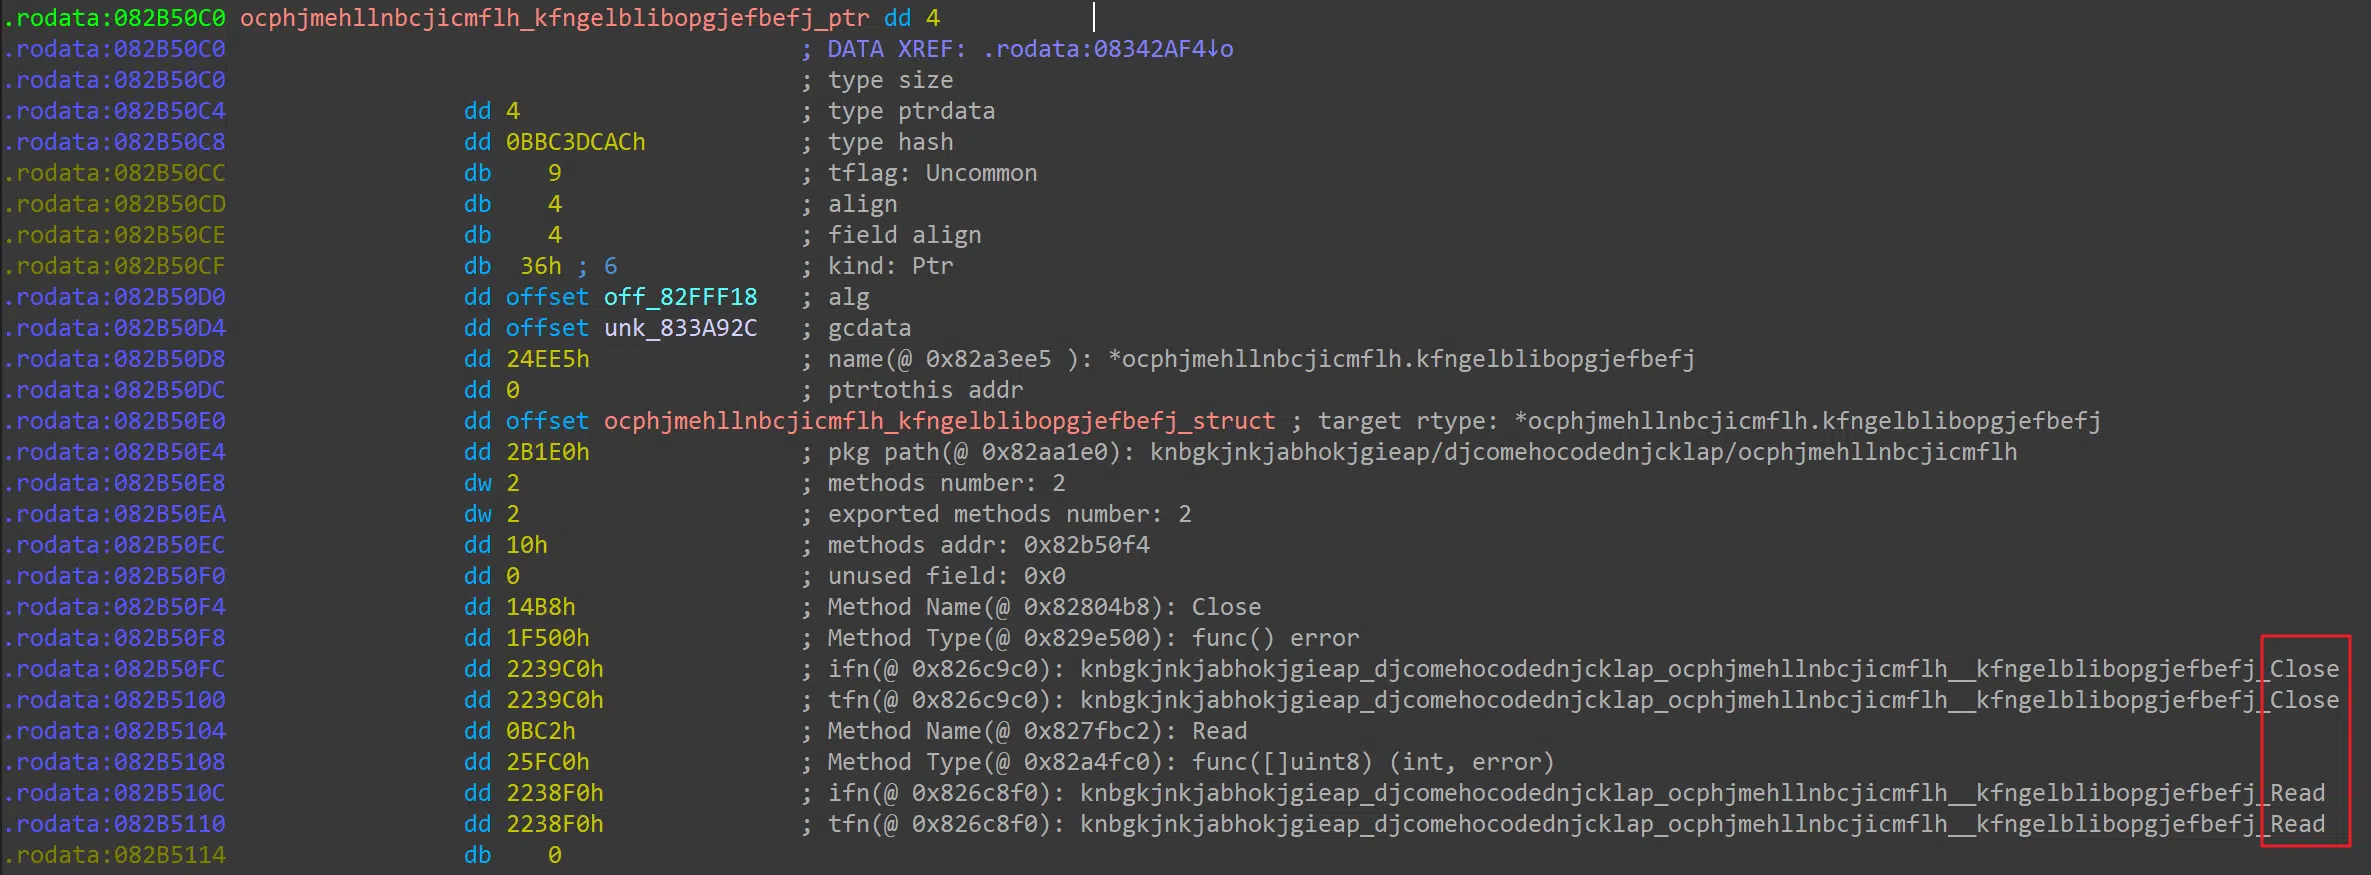 .rodata:082B50C0 ocphjmehllnbcjicmflh_kfngelblibopgjefbefj_ptr dd 4
.rodata:082B50C0 ; DATA XREF: .rodata:08342AF4↓o
.rodata:082B50C0 ; type size
.rodata:082B50C4 dd 4 ; type ptrdata
.rodata:082B50C8 dd 0BBC3DCACh ; type hash
.rodata:082B50CC db 9 ; tflag: Uncommon
.rodata:082B50CD db 4 ; align
.rodata:082B50CE db 4 ; field align
.rodata:082B50CF db 36h ; 6 ; kind: Ptr
.rodata:082B50D0 dd offset off_82FFF18 ; alg
.rodata:082B50D4 dd offset unk_833A92C ; gcdata
.rodata:082B50D8 dd 24EE5h ; name(@ 0x82a3ee5 ): *ocphjmehllnbcjicmflh.kfngelblibopgjefbefj
.rodata:082B50DC dd 0 ; ptrtothis addr
.rodata:082B50E0 dd offset ocphjmehllnbcjicmflh_kfngelblibopgjefbefj_struct ; target rtype: *ocphjmehllnbcjicmflh.kfngelblibopgjefbefj
.rodata:082B50E4 dd 2B1E0h ; pkg path(@ 0x82aa1e0): knbgkjnkjabhokjgieap/djcomehocodednjcklap/ocphjmehllnbcjicmflh
.rodata:082B50E8 dw 2 ; methods number: 2
.rodata:082B50EA dw 2 ; exported methods number: 2
.rodata:082B50EC dd 10h ; methods addr: 0x82b50f4
.rodata:082B50F0 dd 0 ; unused field: 0x0
.rodata:082B50F4 dd 14B8h ; Method Name(@ 0x82804b8): Close
.rodata:082B50F8 dd 1F500h ; Method Type(@ 0x829e500): func() error
.rodata:082B50FC dd 2239C0h ; ifn(@ 0x826c9c0): knbgkjnkjabhokjgieap_djcomehocodednjcklap_ocphjmehllnbcjicmflh__kfngelblibopgjefbefj_Close
.rodata:082B5100 dd 2239C0h ; tfn(@ 0x826c9c0): knbgkjnkjabhokjgieap_djcomehocodednjcklap_ocphjmehllnbcjicmflh__kfngelblibopgjefbefj_Close
.rodata:082B5104 dd 0BC2h ; Method Name(@ 0x827fbc2): Read
.rodata:082B5108 dd 25FC0h ; Method Type(@ 0x82a4fc0): func([]uint8) (int, error)
.rodata:082B510C dd 2238F0h ; ifn(@ 0x826c8f0): knbgkjnkjabhokjgieap_djcomehocodednjcklap_ocphjmehllnbcjicmflh__kfngelblibopgjefbefj_Read
.rodata:082B5110 dd 2238F0h ; tfn(@ 0x826c8f0): knbgkjnkjabhokjgieap_djcomehocodednjcklap_ocphjmehllnbcjicmflh__kfngelblibopgjefbefj_Read
.rodata:082B5114 db 0